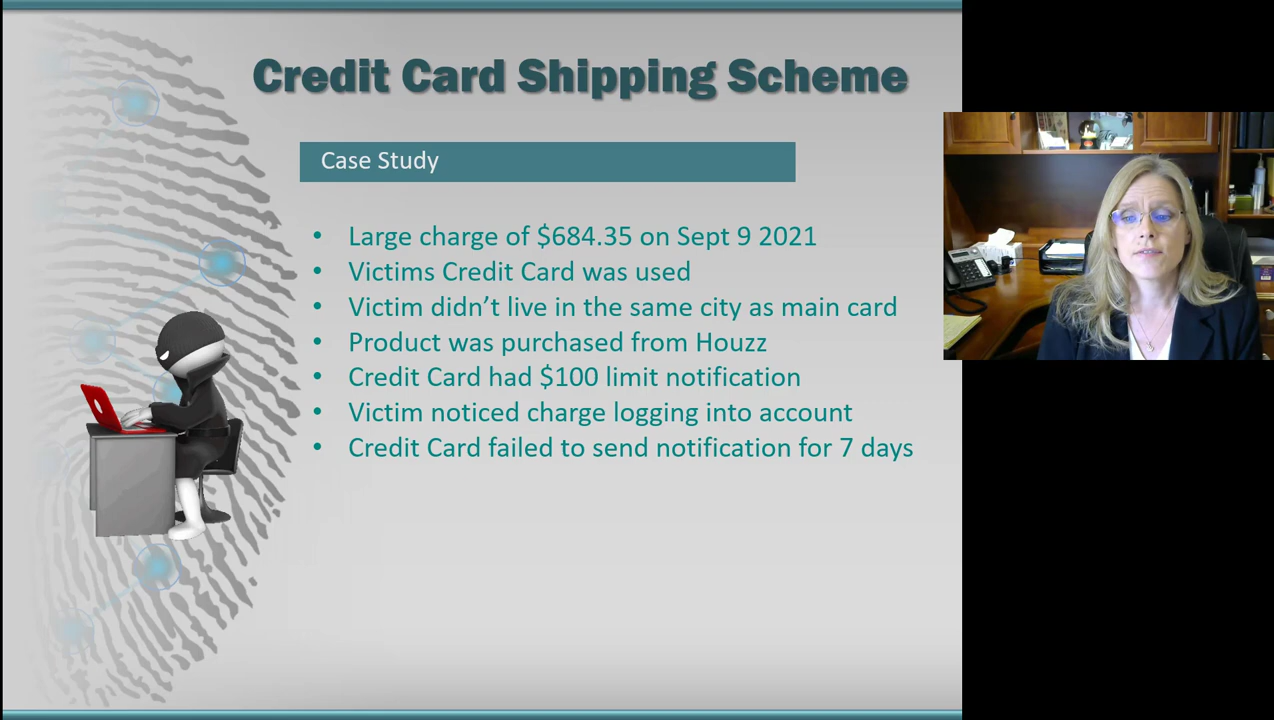 Credit Card Shipping Scheme
Case Study
• Large charge of $684.35 on Sept 9 2021
• Victims Credit Card was used
• Victim didn’t live in the same city as main card
• Product was purchased from Houzz
• Credit Card had $100 limit notification
• Victim noticed charge logging into account
• Credit Card failed to send notification for 7 days